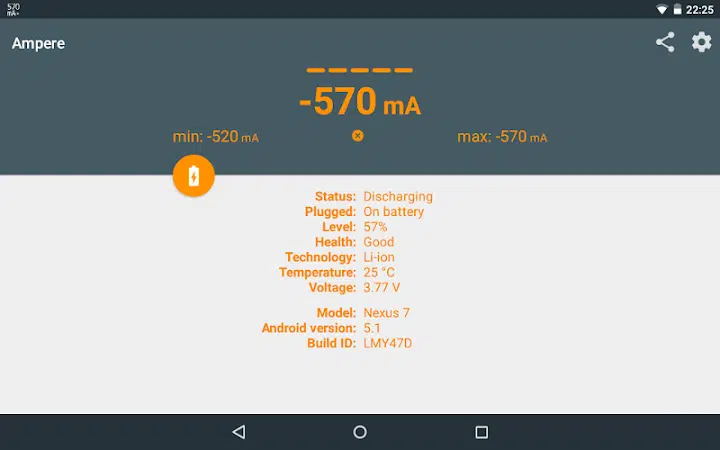 570
mA-
22:25
Ampere
-570 mA
min: -520 mA
max: -570 mA
Status: Discharging
Plugged: On battery
Level: 57%
Health: Good
Technology: Li-ion
Temperature: 25 °C
Voltage: 3.77 V
Model: Nexus 7
Android version: 5.1
Build ID: LMY47D